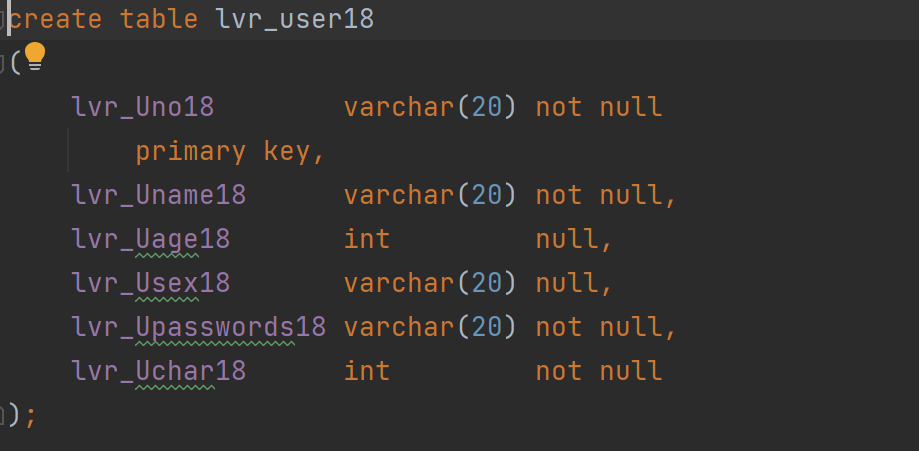 create table lvr_user18
(
lvr_Uno18 varchar(20) not null
primary key,
lvr_Uname18 varchar(20) not null,
lvr_Uage18 int null,
lvr_Usex18 varchar(20) null,
lvr_Upasswords18 varchar(20) not null,
lvr_Uchar18 int not null
);